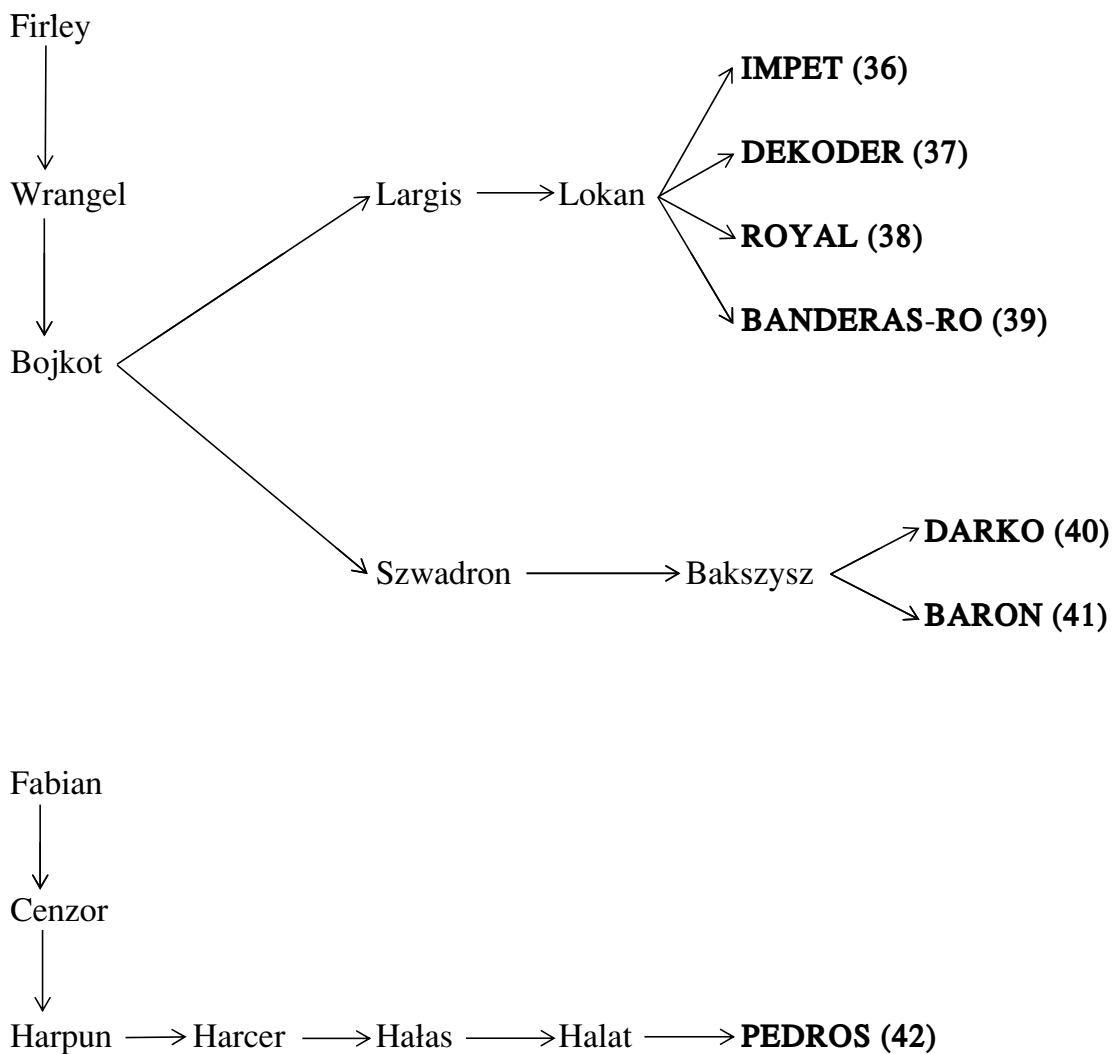 Firley
IMPET (36)
DEKODER (37)
Wrangel Largis Lokan
ROYAL (38)
BANDERAS-RO (39)
Bojkot
DARKO (40)
Szwadron Bakszysz
BARON (41)
Fabian
Cenzor
Harpun Harcer Hałas Halat PEDROS (42)